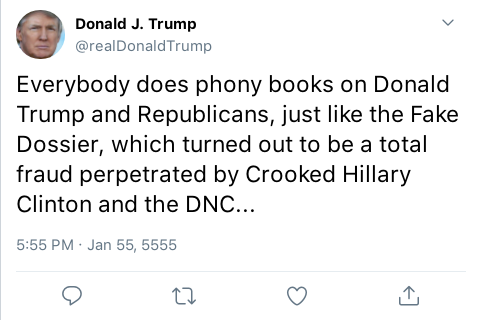 Donald J. Trump
@realDonaldTrump
Everybody does phony books on Donald
Trump and Republicans, just like the Fake
Dossier, which turned out to be a total
fraud perpetrated by Crooked Hillary
Clinton and the DNC...
5:55 PM · Jan 55, 5555